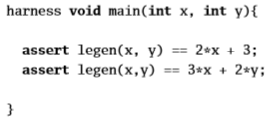 harness void main(int x, int y){
assert legen(x, y) == 2*x + 3;
assert legen(x,y) == 3*x + 2*y;
}